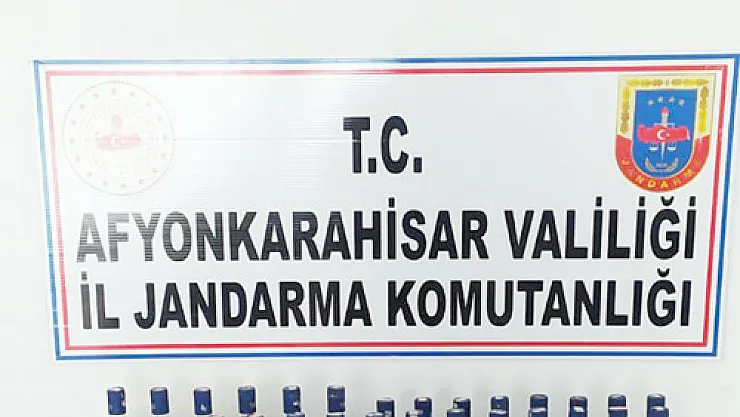 T.C.
AFYONKARAHİSAR VALİLİĞİ
İL JANDARMA KOMUTANLIĞI
JANDARMA